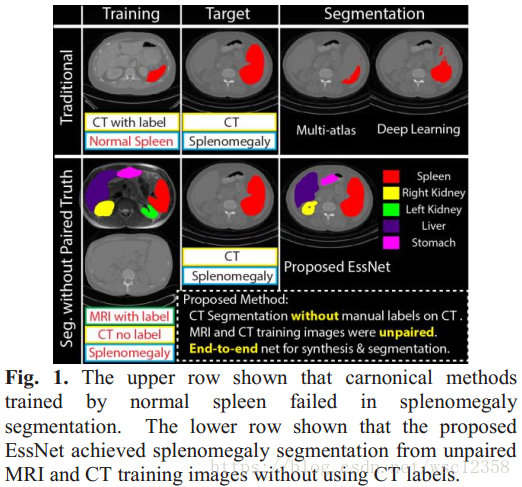 Training Target Segmentation
Traditional
CT with label
Normal Spleen
CT
Splenomegaly
Multi-atlas
Deep Learning
Seg. without Paired Truth
MRI with label
CT no label
Splenomegaly
CT
Splenomegaly
Proposed EssNet
Spleen
Right Kidney
Left Kidney
Liver
Stomach
Proposed Method:
CT Segmentation without manual labels on CT .
MRI and CT training images were unpaired.
End-to-end net for synthesis & segmentation.
Fig. 1. The upper row shown that carnonical methods
trained by normal spleen failed in splenomegaly
segmentation. The lower row shown that the proposed
EssNet achieved splenomegaly segmentation from unpaired
MRI and CT training images without using CT labels.
https://blog.csdn.net/wsc12358